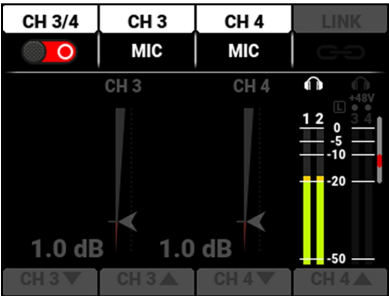 CH 3/4 CH 3 CH 4 LINK
MIC MIC
CH 3 CH 4
+48V
L
1 2 3 4
0
-5
-10
-20
-50
1.0 dB 1.0 dB
CH 3▼ CH 3▲ CH 4▼ CH 4▲